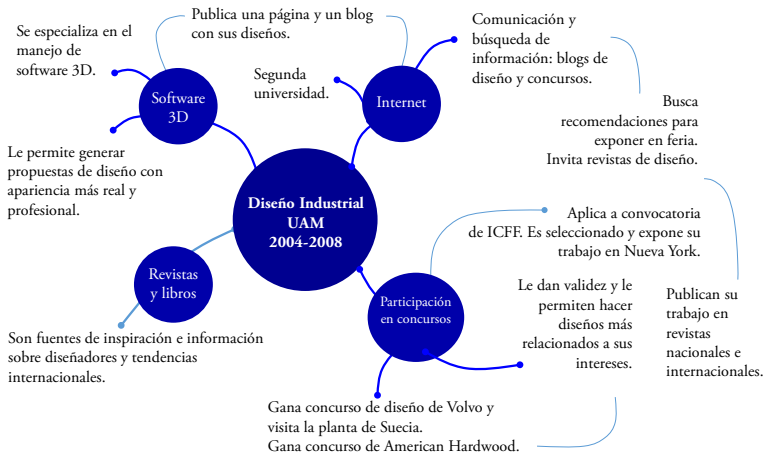 Publica una página y un blog
con sus diseños.
Se especializa en el
manejo de
software 3D.
Comunicación y
búsqueda de
información: blogs de
diseño y concursos.
Segunda
universidad.
Software
3D
Internet
Busca
recomendaciones para
exponer en feria.
Invita revistas de diseño.
Le permite generar
propuestas de diseño con
apariencia más real y
profesional.
Diseño Industrial
UAM
2004-2008
Aplica a convocatoria
de ICFF. Es seleccionado y expone su
trabajo en Nueva York.
Revistas
y libros
Participación
en concursos
Le dan validez y le
permiten hacer
diseños más
relacionados a sus
intereses.
Publican su
trabajo en
revistas
nacionales e
internacionales.
Son fuentes de inspiración e información
sobre diseñadores y tendencias
internacionales.
Gana concurso de diseño de Volvo y
visita la planta de Suecia.
Gana concurso de American Hardwood.